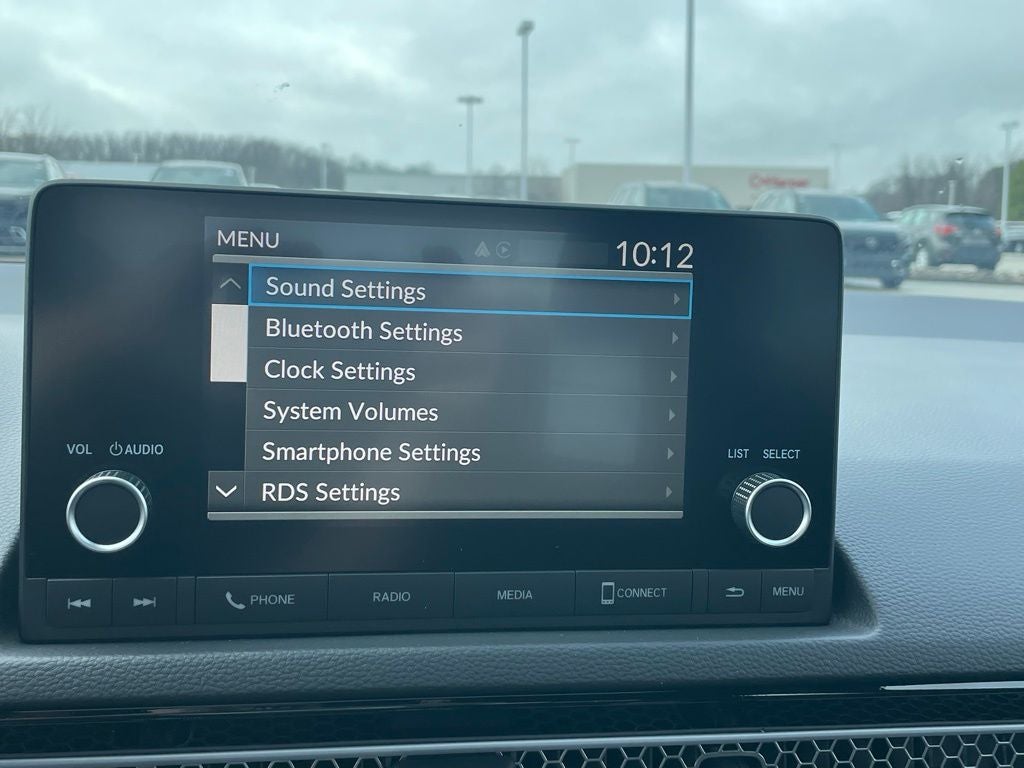 MENU 10:12
Sound Settings
Bluetooth Settings
Clock Settings
System Volumes
Smartphone Settings
RDS Settings
VOL AUDIO
LIST SELECT
PHONE RADIO MEDIA CONNECT MENU